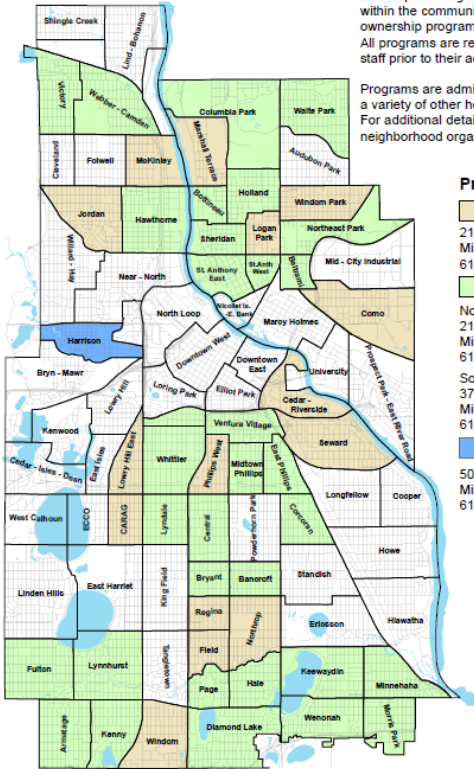 within the communi
ownership program
All programs are re
staff prior to their a
Programs are admi
a variety of other h
For additional detai
neighborhood orga
Pr
21
Mi
61
No
21
Mi
61
So
37
Mi
61
50
Mi
61
Shingle Creek
Lind - Bohanon
Victory
Webber - Camden
Columbia Park
Waite Park
Marshall Terrace
Audubon Park
Cleveland
Folwell
McKinley
Bottineau
Holland
Windom Park
Jordan
Hawthorne
Sheridan
Logan
Park
Northeast Park
Willard - Hay
Near - North
St. Anthony
East
St.Anth
West
Beltrami
Mid - City Industrial
North Loop
Nicollet Is.
-E. Bank
Marcy Holmes
Como
Harrison
Downtown West
Downtown
East
University
Prospect Park - East River Road
Bryn - Mawr
Lowry Hill
Loring Park
Elliot Park
Cedar -
Riverside
Kenwood
Ventura Village
Seward
Cedar - Isles - Dean
East Isles
Lowry Hill East
Whittier
Phillips West
Midtown
Phillips
East Phillips
Longfellow
Cooper
West Calhoun
ECCO
CARAG
Lyndale
Central
Powderhorn Park
Corcoran
Howe
Linden Hills
East Harriet
King Field
Bryant
Bancroft
Standish
Regina
Northrop
Ericsson
Hiawatha
Fulton
Lynnhurst
Tangletown
Field
Keewaydin
Minnehaha
Page
Hale
Armatage
Kenny
Windom
Diamond Lake
Wenonah
Morris Park